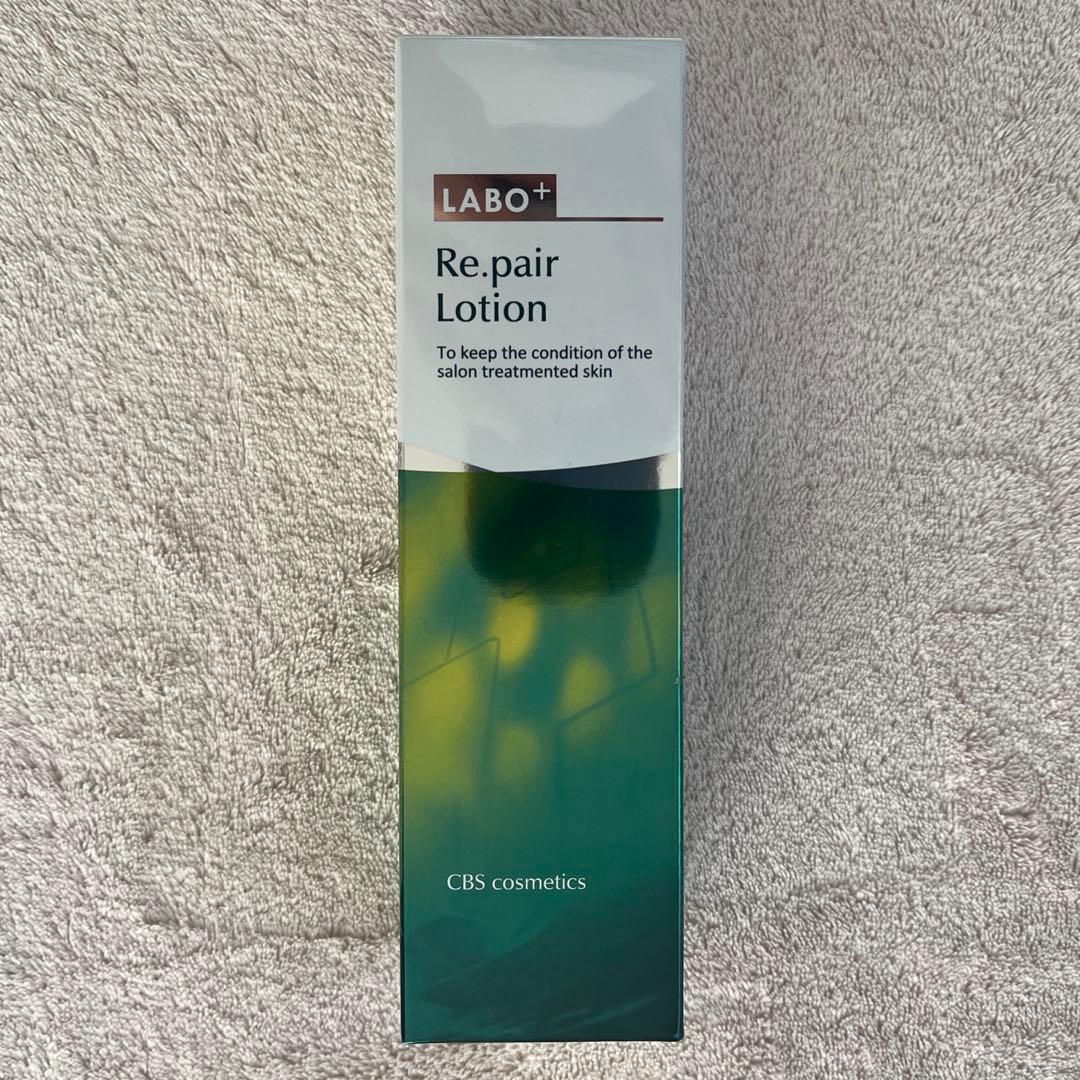 LABO+
Re.pair
Lotion
To keep the condition of the
salon treatmented skin
CBS cosmetics